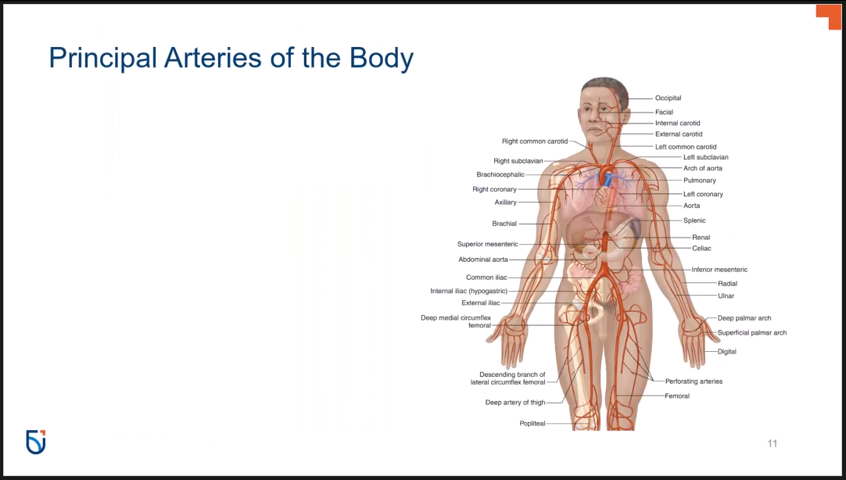 Principal Arteries of the Body
Occipital
Facial
Internal carotid
External carotid
Right common carotid
Left common carotid
Left subclavian
Right subclavian
Arch of aorta
Brachiocephalic
Pulmonary
Right coronary
Left coronary
Axillary
Aorta
Brachial
Splenic
Renal
Superior mesenteric
Celiac
Abdominal aorta
Inferior mesenteric
Common iliac
Radial
Internal iliac (hypogastric)
Ulnar
External iliac
Deep medial circumflex
femoral
Deep palmar arch
Superficial palmar arch
Digital
Descending branch of
lateral circumflex femoral
Perforating arteries
Femoral
Deep artery of thigh
Popliteal
11